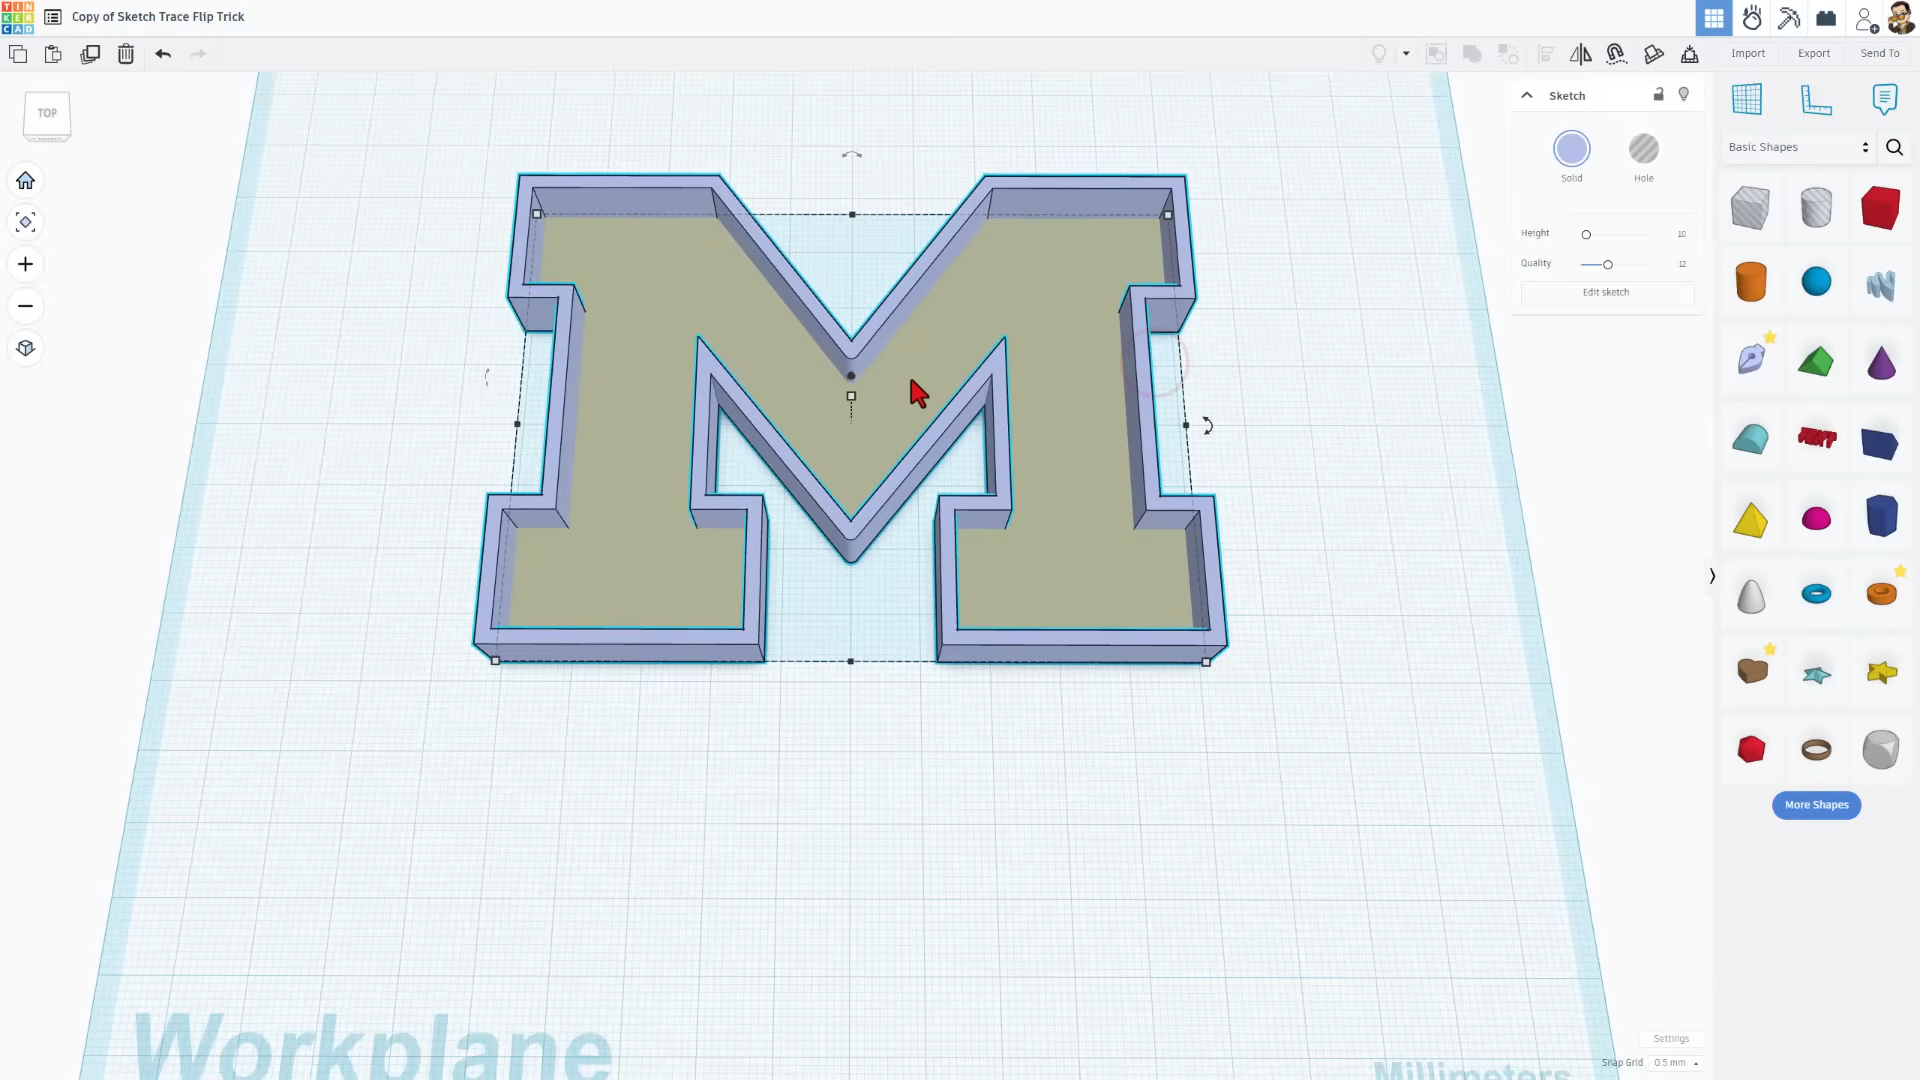 TIN
KER
CAD
Copy of Sketch Trace Flip Trick
Import
Export
Send To
TOP
Sketch
Solid
Hole
Height
10
Quality
12
Edit sketch
Basic Shapes
More Shapes
Workplane
Millimeters
Settings
Snap Grid
0.5 mm